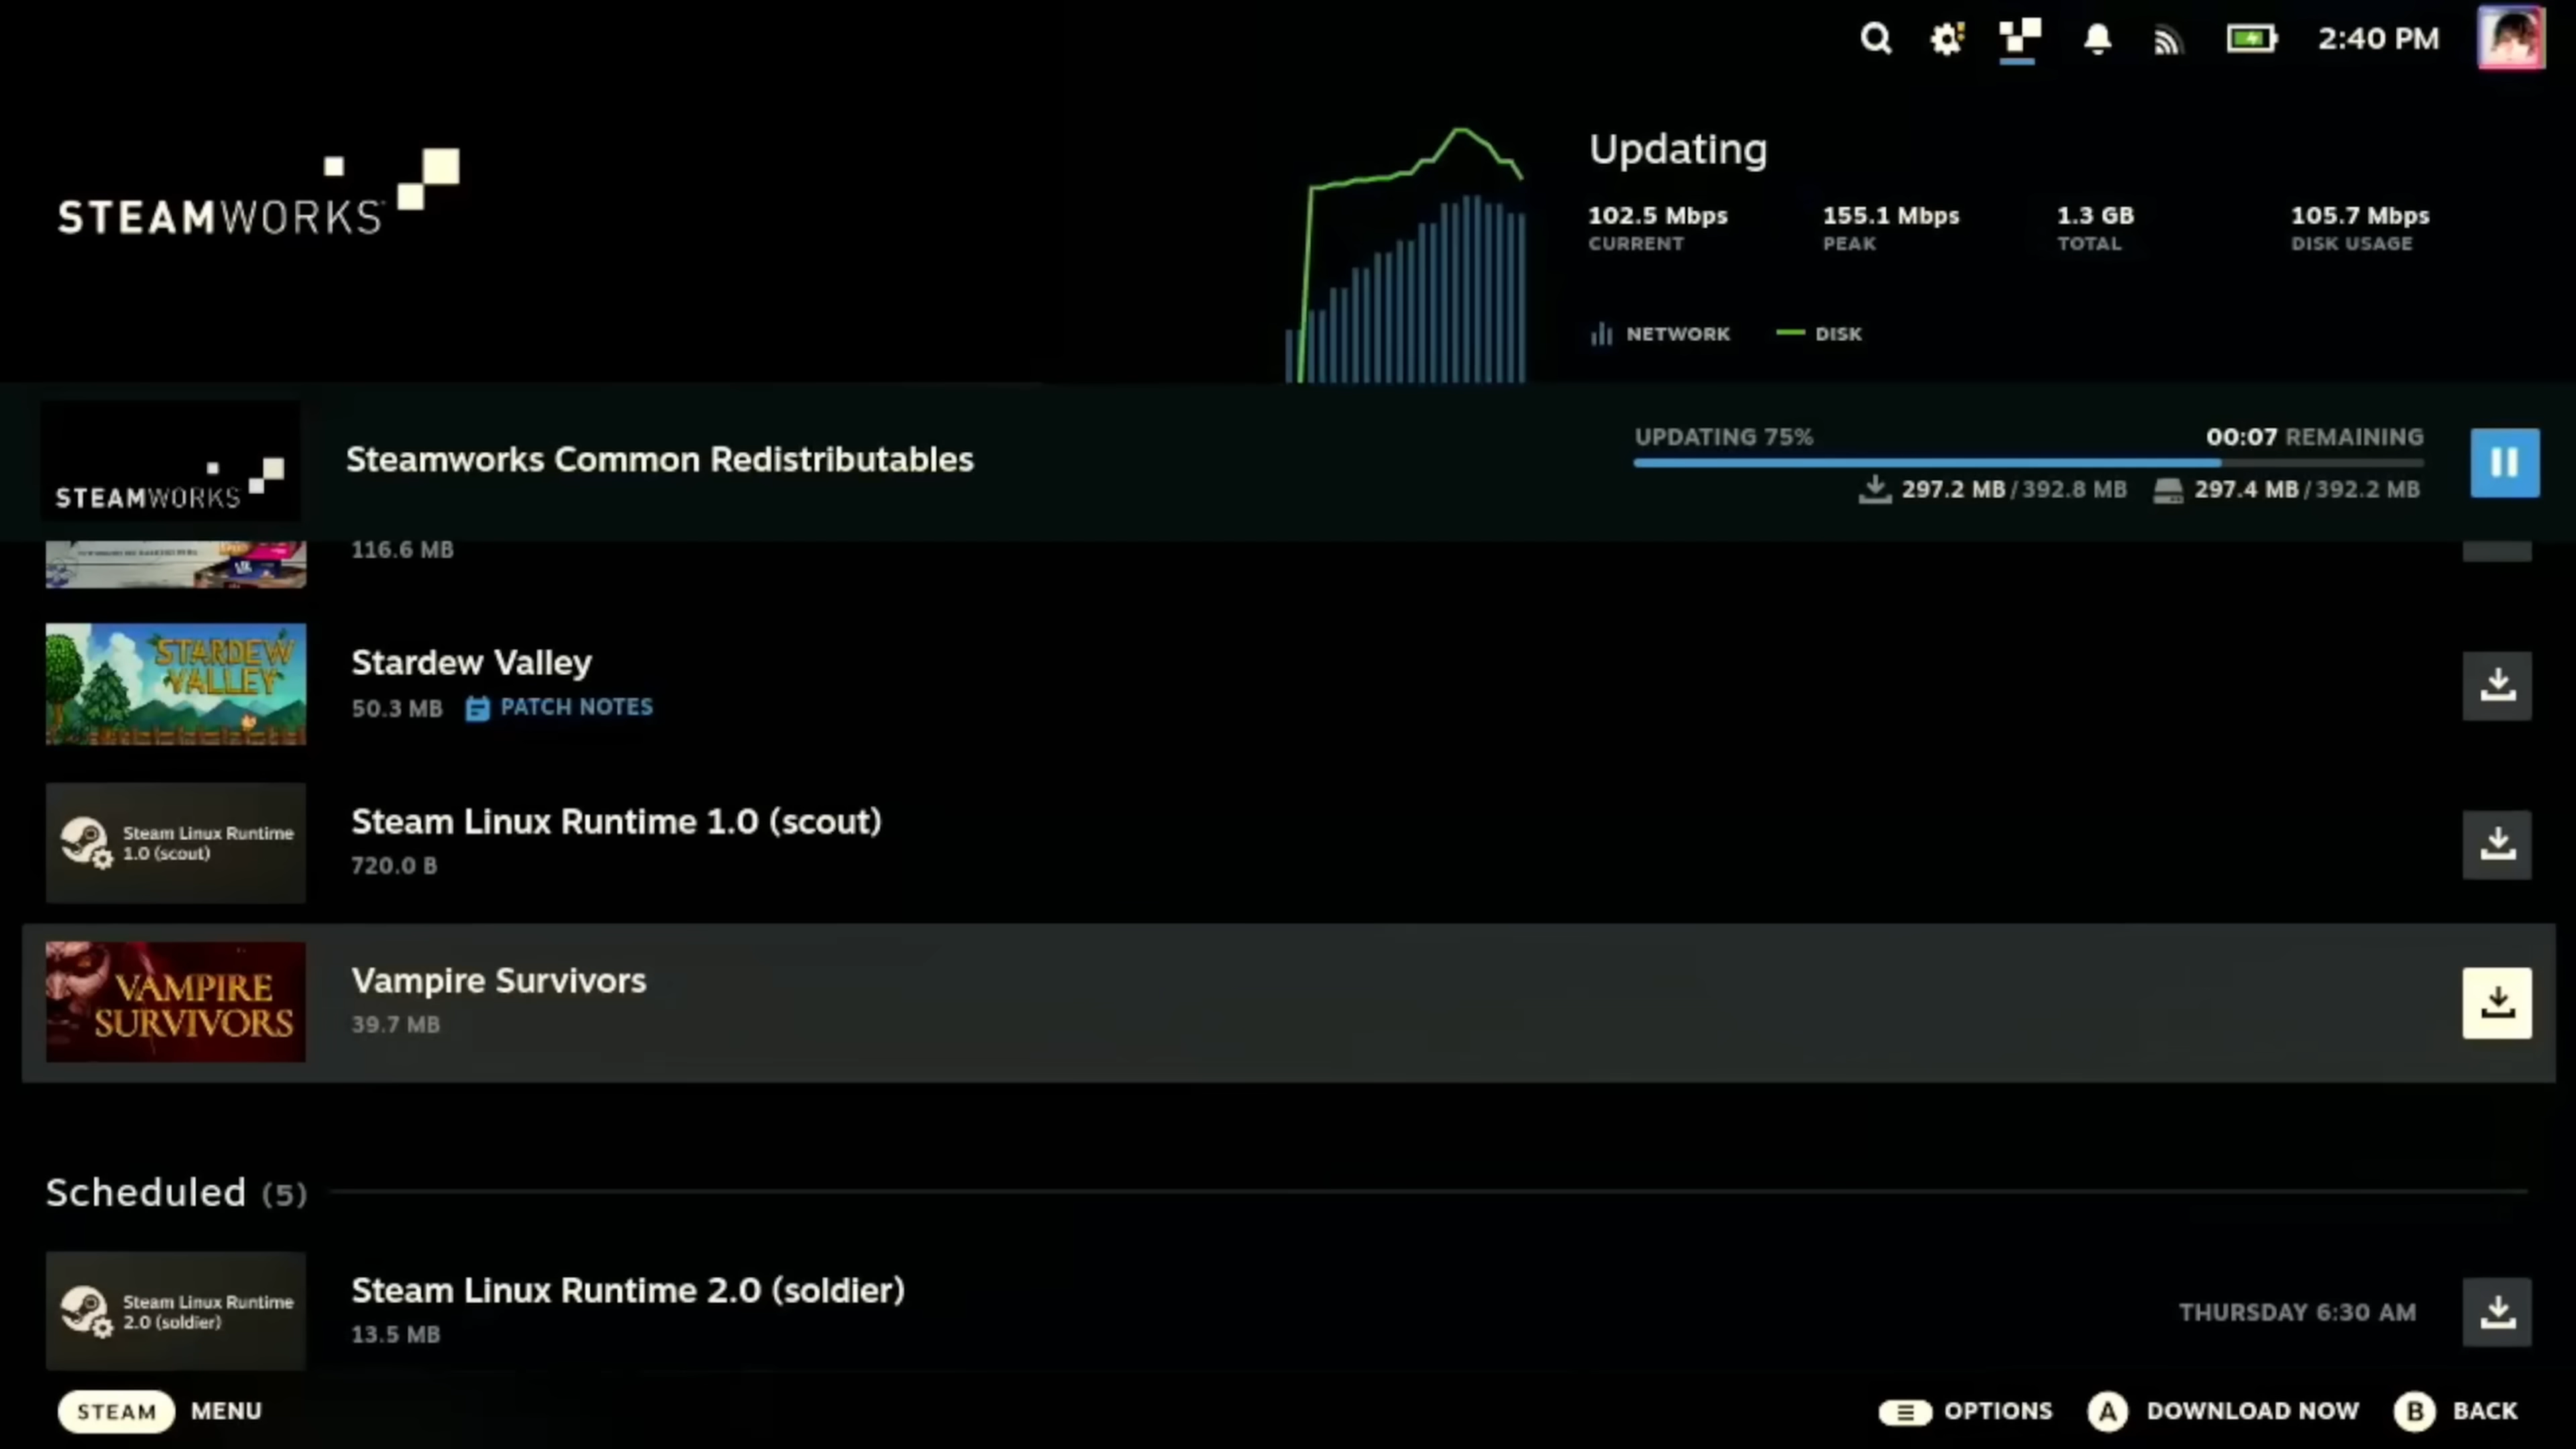 2:40 PM
STEAMWORKS
Updating
102.5 Mbps
CURRENT
155.1 Mbps
PEAK
1.3 GB
TOTAL
105.7 Mbps
DISK USAGE
NETWORK
DISK
STEAMWORKS
Steamworks Common Redistributables
UPDATING 75%
00:07 REMAINING
297.2 MB/392.8 MB
297.4 MB/392.2 MB
116.6 MB
STARDEW
VALLEY
Stardew Valley
50.3 MB
PATCH NOTES
Steam Linux Runtime
1.0 (scout)
Steam Linux Runtime 1.0 (scout)
720.0 B
VAMPIRE
SURVIVORS
Vampire Survivors
39.7 MB
Scheduled (5)
Steam Linux Runtime
2.0 (soldier)
Steam Linux Runtime 2.0 (soldier)
13.5 MB
THURSDAY 6:30 AM
STEAM MENU
OPTIONS
A DOWNLOAD NOW
B BACK